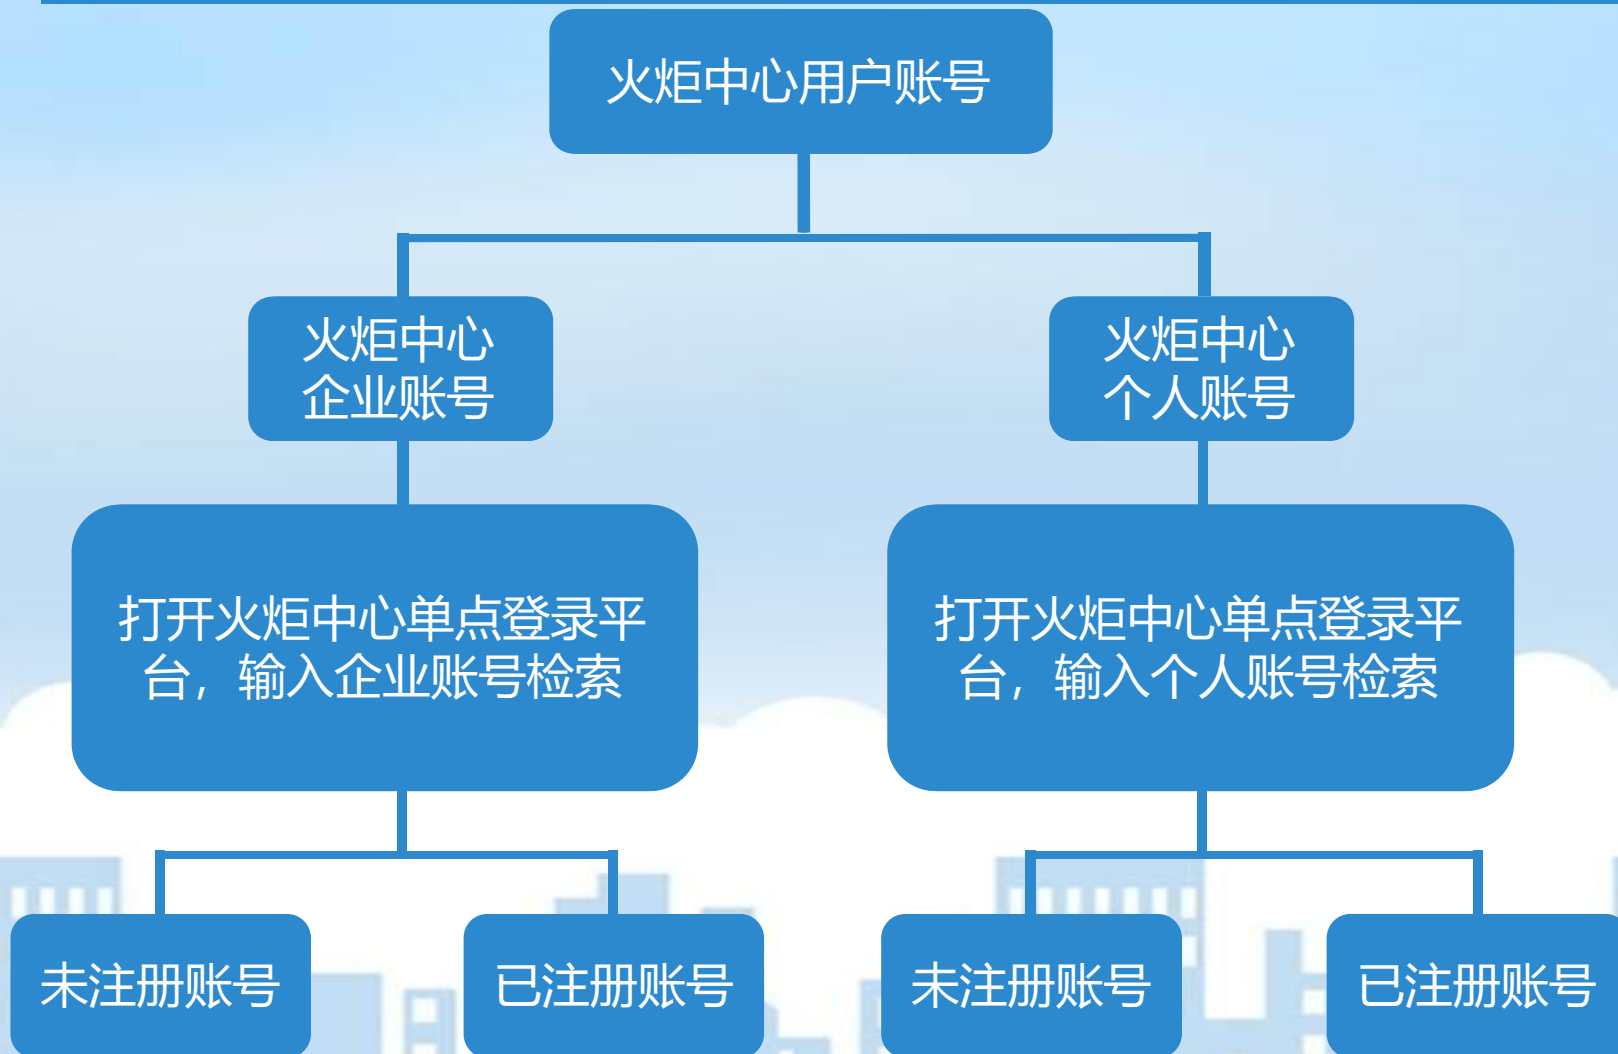 火炬中心用户账号
火炬中心
企业账号
火炬中心
个人账号
打开火炬中心单点登录平
台，输入企业账号检索
打开火炬中心单点登录平
台，输入个人账号检索
未注册账号
已注册账号
未注册账号
已注册账号